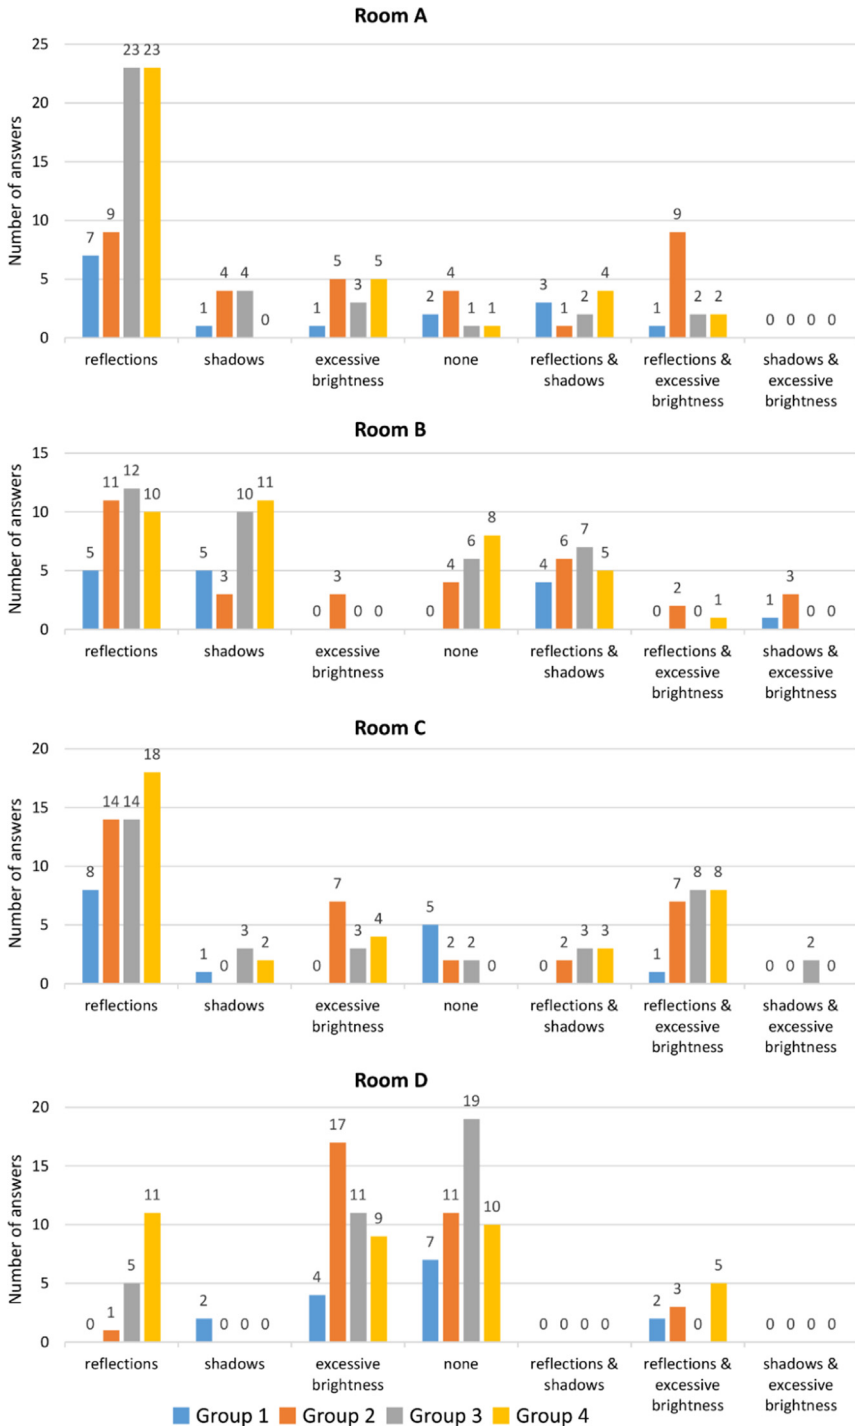 Room A
Number of answers
25
20
15
10
5
0
7 9 23 23
1 4 4 0
1 5 3 5
2 4 1 1
3 1 2 4
1 9 2 2
0 0 0 0
reflections
shadows
excessive
brightness
none
reflections &
shadows
reflections &
excessive
brightness
shadows &
excessive
brightness
Room B
Number of answers
15
10
5
0
5 11 12 10
5 3 10 11
0 3 0 0
0 4 6 8
4 6 7 5
0 2 0 1
1 3 0 0
reflections
shadows
excessive
brightness
none
reflections &
shadows
reflections &
excessive
brightness
shadows &
excessive
brightness
Room C
Number of answers
20
15
10
5
0
8 14 14 18
1 0 3 2
0 7 3 4
5 2 2 0
0 2 3 3
1 7 8 8
0 0 2 0
reflections
shadows
excessive
brightness
none
reflections &
shadows
reflections &
excessive
brightness
shadows &
excessive
brightness
Room D
Number of answers
20
15
10
5
0
0 1 5 11
2 0 0 0
4 17 11 9
7 11 19 10
0 0 0 0
2 3 0 5
0 0 0 0
reflections
shadows
excessive
brightness
none
reflections &
shadows
reflections &
excessive
brightness
shadows &
excessive
brightness
Group 1 Group 2 Group 3 Group 4